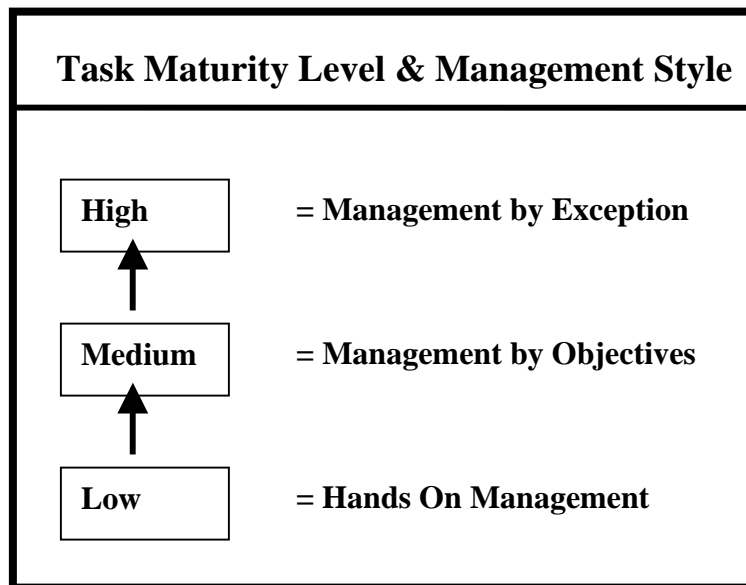 Task Maturity Level & Management Style
High = Management by Exception
Medium = Management by Objectives
Low = Hands On Management